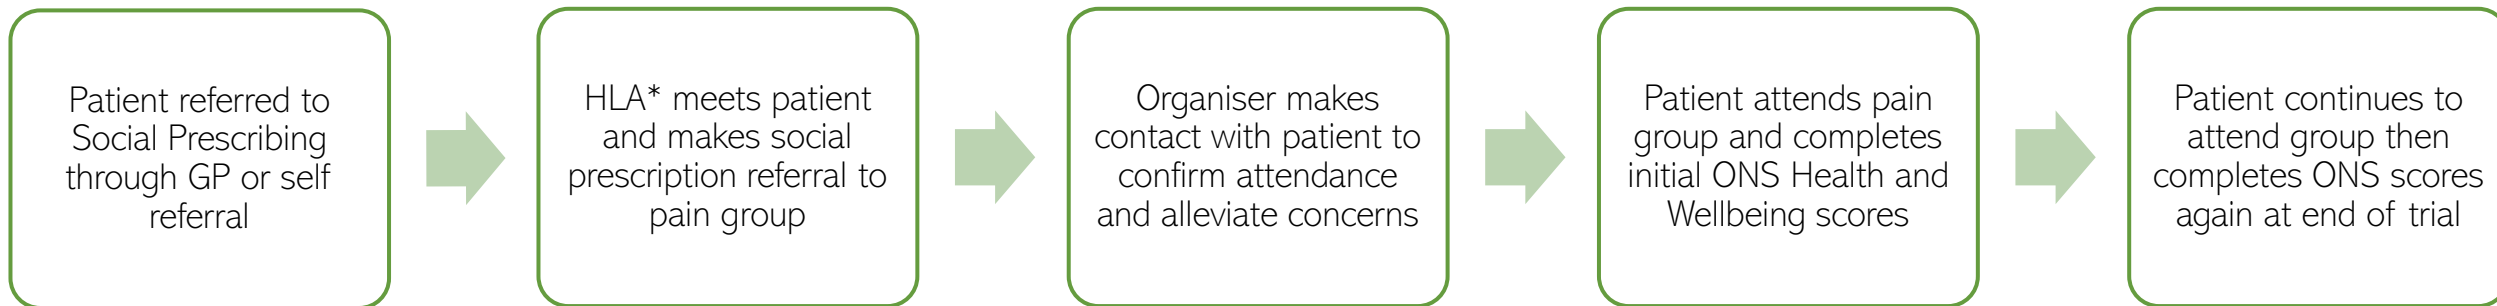 Patient referred to
Social Prescribing
through GP or self
referral
HLA* meets patient
and makes social
prescription referral to
pain group
Organiser makes
contact with patient to
confirm attendance
and alleviate concerns
Patient attends pain
group and completes
initial ONS Health and
Wellbeing scores
Patient continues to
attend group then
completes ONS scores
again at end of trial